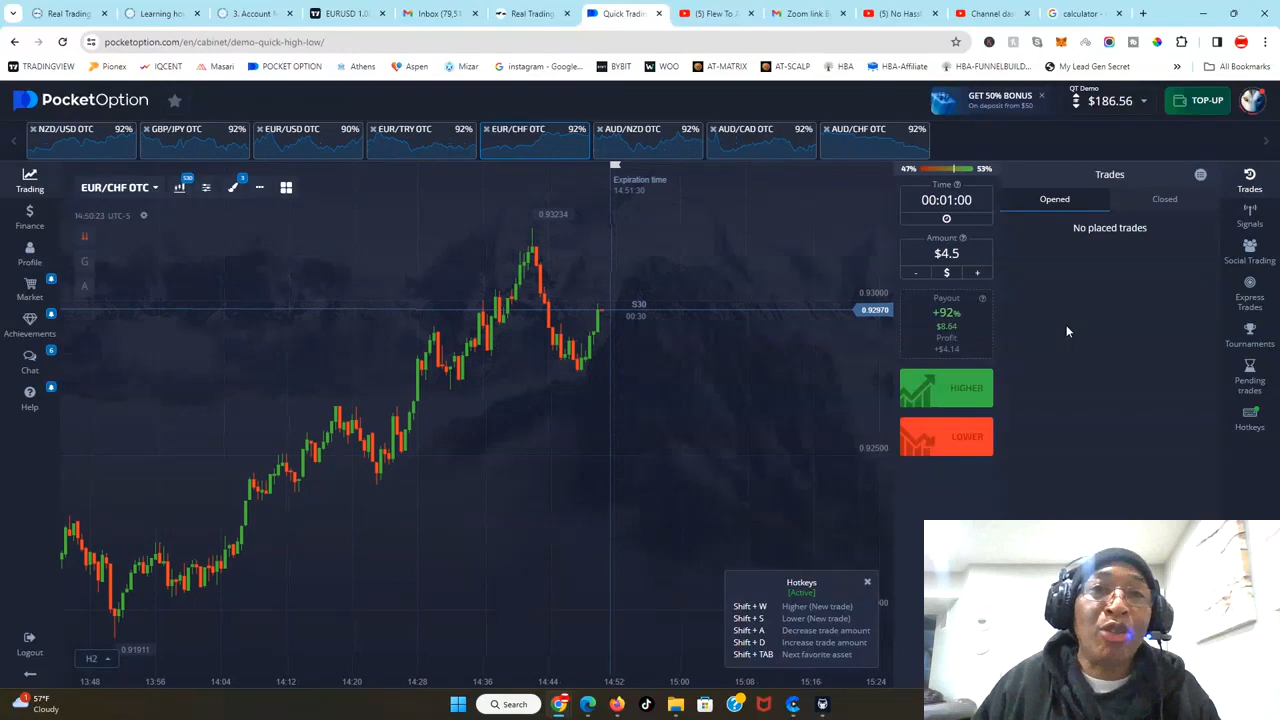 Real Trading
Learning ho
3. Account M
EURUSD 1.0
Inbox (79,51
Real Trading
Quick Tradin
(5) Flew To A
Zoom link B
(5) No Hassl
Channel das
calculator -
pocketoption.com/en/cabinet/demo-quick-high-low/
TRADINGVIEW
Pionex
IQCENT
Masari
POCKET OPTION
Athens
Aspen
Mizar
instagram - Google...
BYBIT
WOO
AT-MATRIX
AT-SCALP
HBA
HBA-Affiliate
HBA-FUNNELBUILD...
My Lead Gen Secret
All Bookmarks
PocketOption
GET 50% BONUS
On deposit from $50
QT Demo
$186.56
TOP-UP
NZD/USD OTC 92%
GBP/JPY OTC 92%
EUR/USD OTC 90%
EUR/TRY OTC 92%
EUR/CHF OTC 92%
AUD/NZD OTC 92%
AUD/CAD OTC 92%
AUD/CHF OTC 92%
Trading
Finance
Profile
Market
Achievements
6
Chat
Help
Logout
EUR/CHF OTC
530
3
14:50:23 UTC-5
G
A
Expiration time
14:51:30
0.93234
S30
00:30
0.93000
0.92970
0.92500
0.91911
H2
13:48 13:56 14:04 14:12 14:20 14:28 14:36 14:44 14:52 15:00 15:08 15:16 15:24
47% 53%
Time
00:01:00
Amount
$4.5
- $ +
Payout
+92%
$8.64
Profit
+$4.14
HIGHER
LOWER
Trades
Opened
Closed
No placed trades
Trades
Signals
Social Trading
Express
Trades
Tournaments
Pending
trades
Hotkeys
Hotkeys
[Active]
Shift + W Higher (New trade)
Shift + S Lower (New trade)
Shift + A Decrease trade amount
Shift + D Increase trade amount
Shift + TAB Next favorite asset
1
57°F
Cloudy
Search